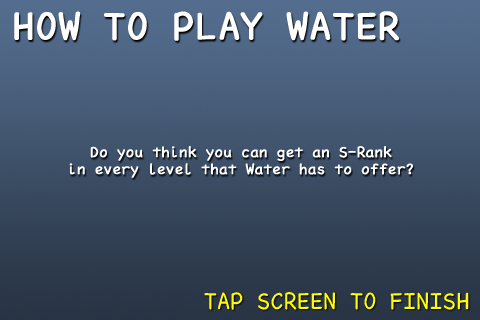 HOW TO PLAY WATER
Do you think you can get an S-Rank
in every level that Water has to offer?
TAP SCREEN TO FINISH